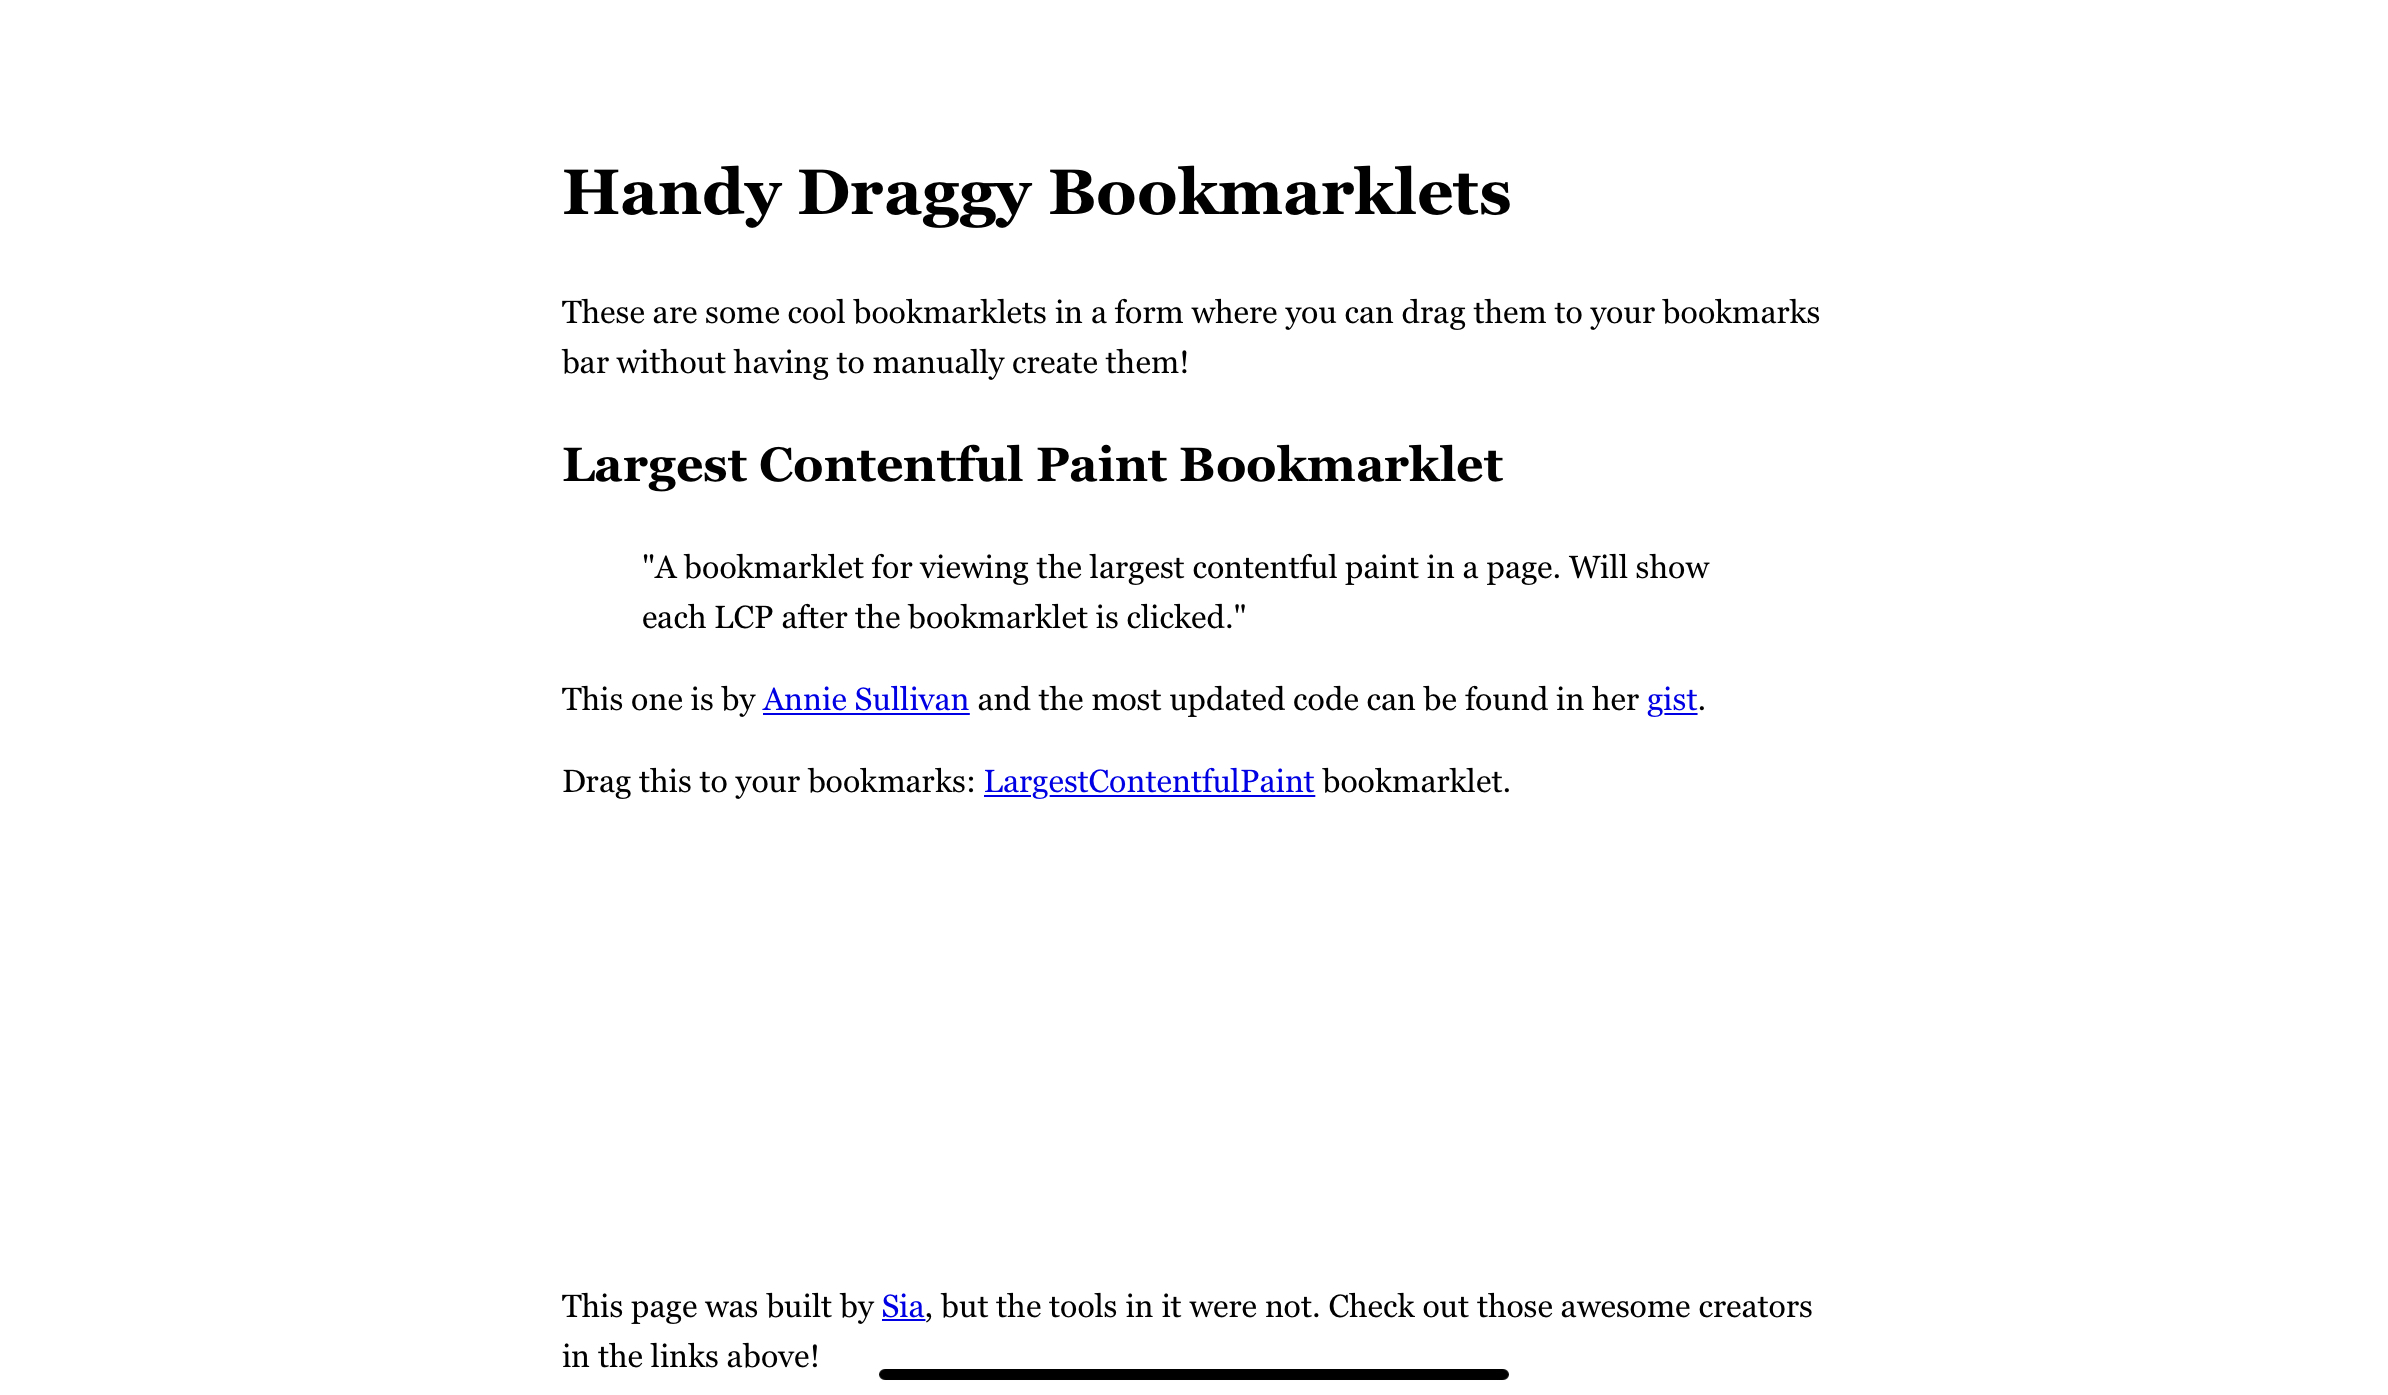 Handy Draggy Bookmarklets
These are some cool bookmarklets in a form where you can drag them to your bookmarks
bar without having to manually create them!
Largest Contentful Paint Bookmarklet
"A bookmarklet for viewing the largest contentful paint in a page. Will show
each LCP after the bookmarklet is clicked."
This one is by Annie Sullivan and the most updated code can be found in her gist.
Drag this to your bookmarks: LargestContentfulPaint bookmarklet.
This page was built by Sia, but the tools in it were not. Check out those awesome creators
in the links above!